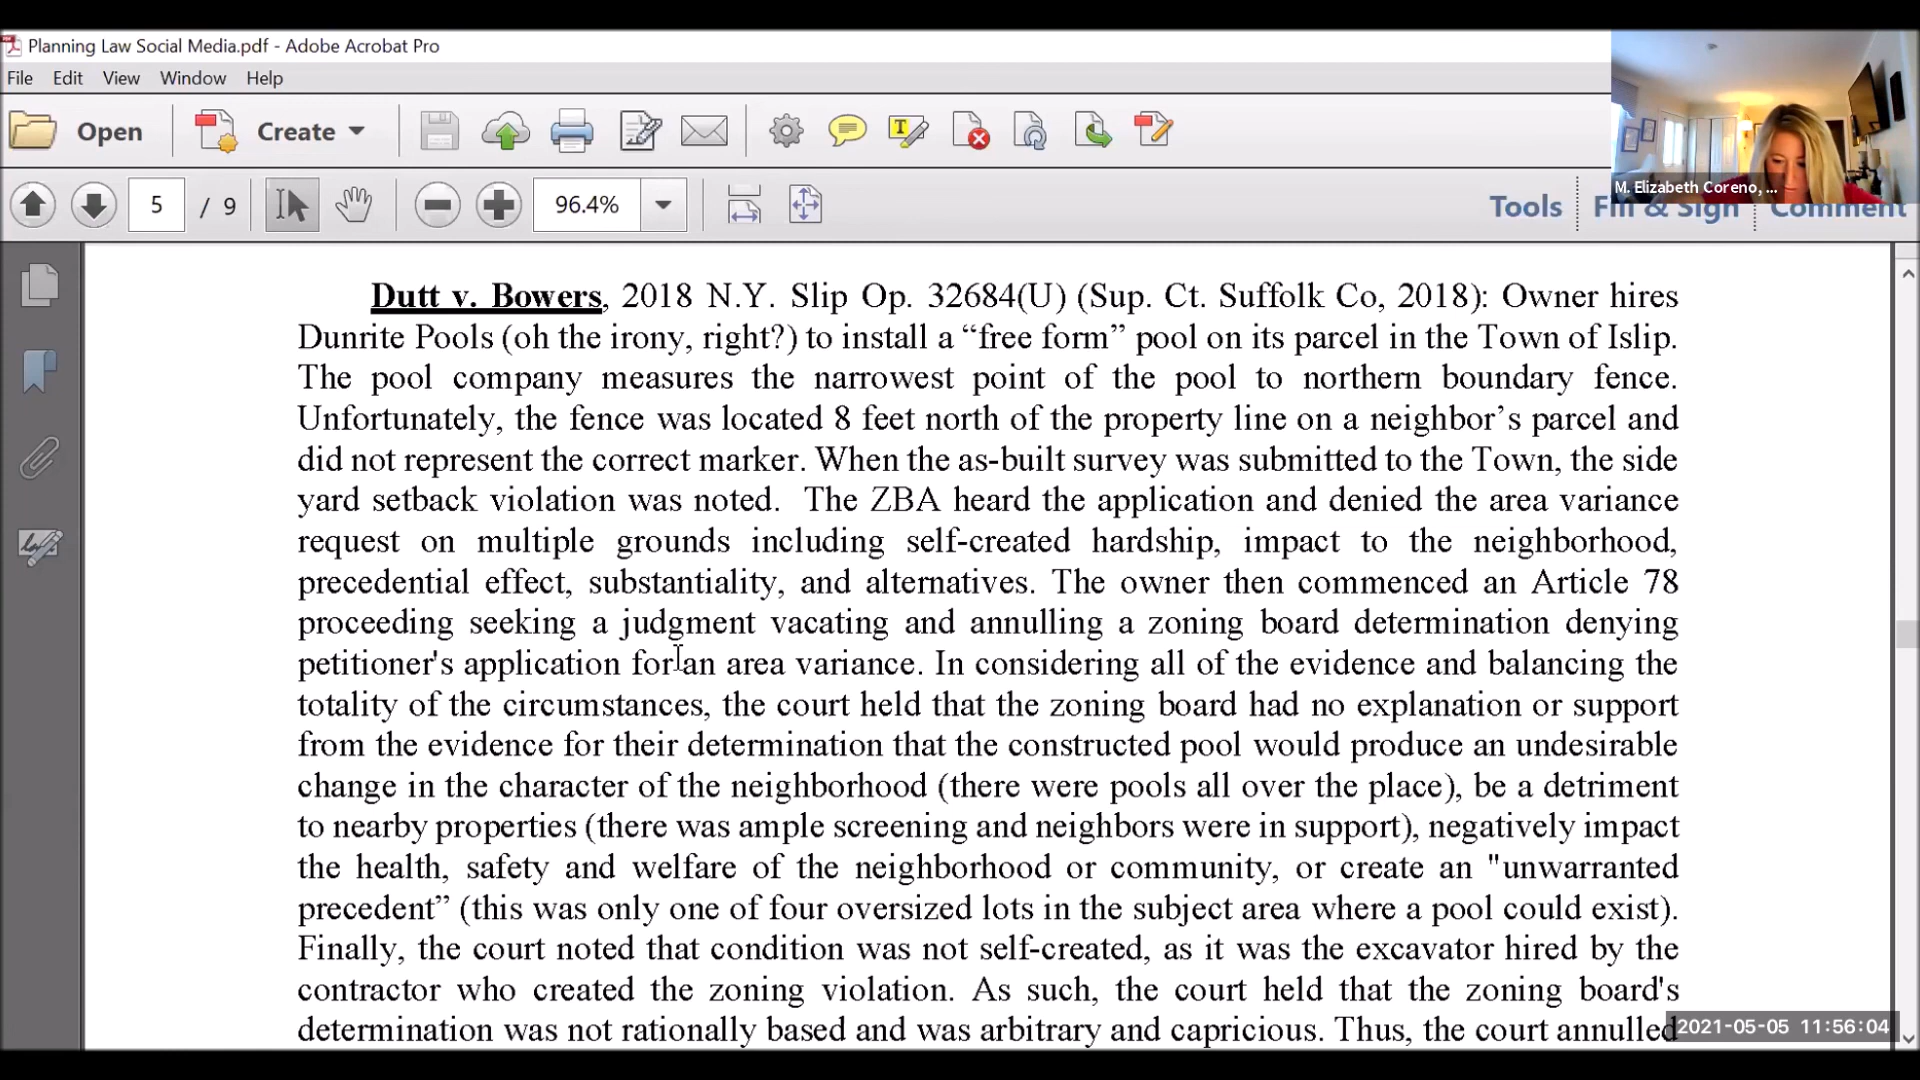 Planning Law Social Media.pdf - Adobe Acrobat Pro
File Edit View Window Help
Open Create
5 / 9 96.4% Tools Fill & Sign Comment
M. Elizabeth Coreno, ...
Dutt v. Bowers, 2018 N.Y. Slip Op. 32684(U) (Sup. Ct. Suffolk Co, 2018): Owner hires
Dunrite Pools (oh the irony, right?) to install a “free form” pool on its parcel in the Town of Islip.
The pool company measures the narrowest point of the pool to northern boundary fence.
Unfortunately, the fence was located 8 feet north of the property line on a neighbor’s parcel and
did not represent the correct marker. When the as-built survey was submitted to the Town, the side
yard setback violation was noted.  The ZBA heard the application and denied the area variance
request on multiple grounds including self-created hardship, impact to the neighborhood,
precedential effect, substantiality, and alternatives. The owner then commenced an Article 78
proceeding seeking a judgment vacating and annulling a zoning board determination denying
petitioner's application for an area variance. In considering all of the evidence and balancing the
totality of the circumstances, the court held that the zoning board had no explanation or support
from the evidence for their determination that the constructed pool would produce an undesirable
change in the character of the neighborhood (there were pools all over the place), be a detriment
to nearby properties (there was ample screening and neighbors were in support), negatively impact
the health, safety and welfare of the neighborhood or community, or create an "unwarranted
precedent” (this was only one of four oversized lots in the subject area where a pool could exist).
Finally, the court noted that condition was not self-created, as it was the excavator hired by the
contractor who created the zoning violation. As such, the court held that the zoning board's
determination was not rationally based and was arbitrary and capricious. Thus, the court annulled
2021-05-05 11:56:04